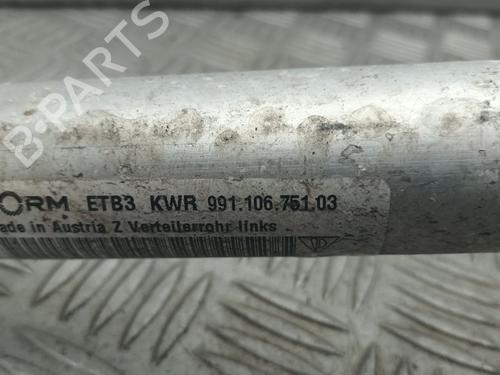 B-PARTS
ORM ETB3 KWR 991.106.751.03
ade in Austria Z Verteilerrohr links